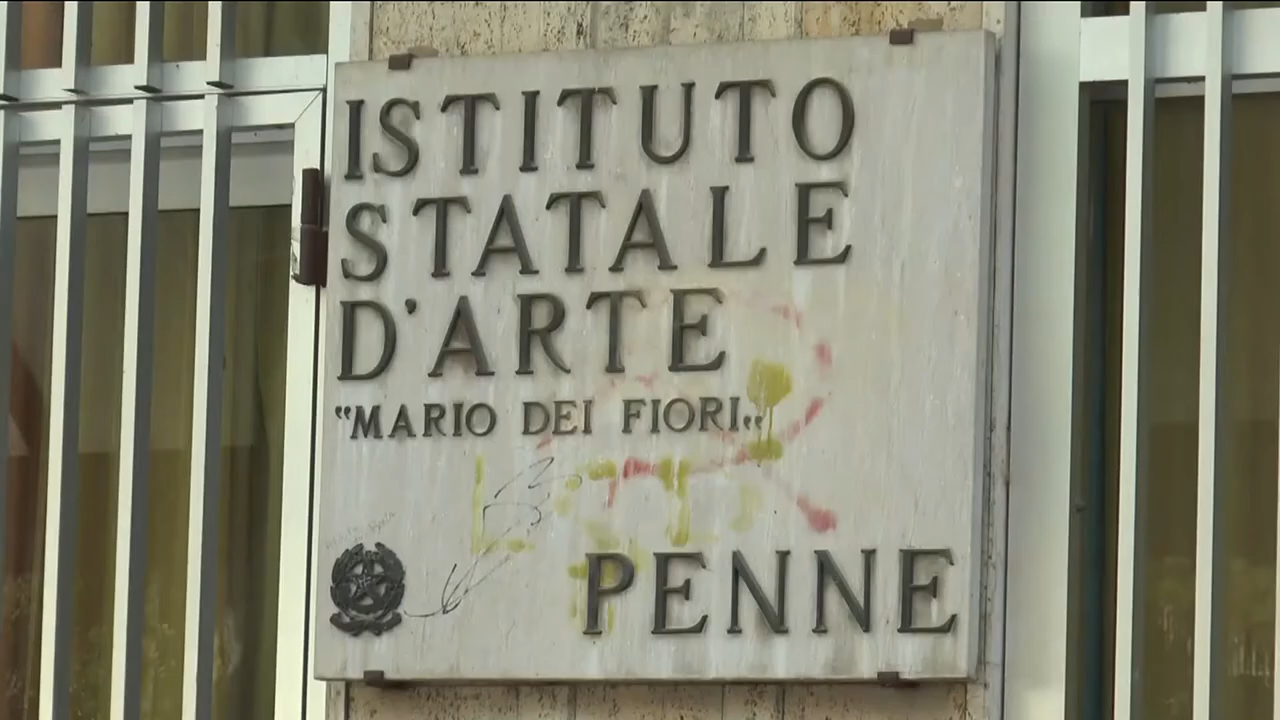 ISTITUTO
STATALE
D'ARTE
"MARIO DEI FIORI"
PENNE